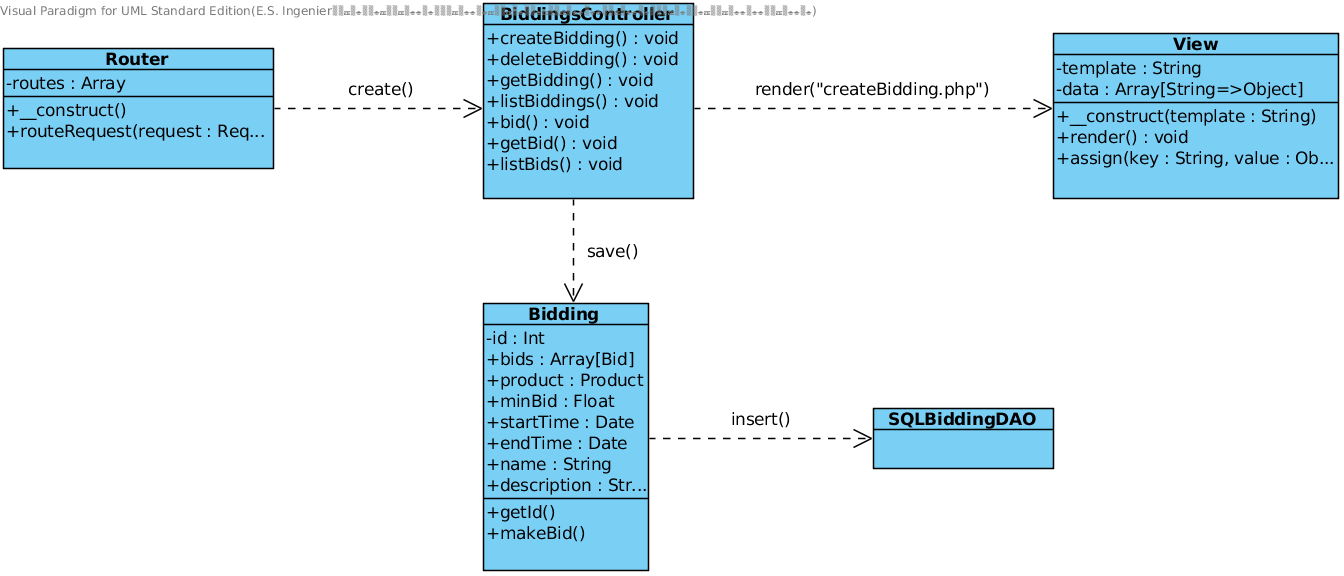 Visual Paradigm for UML Standard Edition(E.S. Ingenier
BiddingsController
+createBidding() : void
+deleteBidding() : void
+getBidding() : void
+listBiddings() : void
+bid() : void
+getBid() : void
+listBids() : void
Router
-routes : Array
+__construct()
+routeRequest(request : Req...
create()
render("createBidding.php")
View
-template : String
-data : Array[String=>Object]
+__construct(template : String)
+render() : void
+assign(key : String, value : Ob...
save()
Bidding
-id : Int
+bids : Array[Bid]
+product : Product
+minBid : Float
+startTime : Date
+endTime : Date
+name : String
+description : Str...
+getId()
+makeBid()
insert()
SQLBiddingDAO